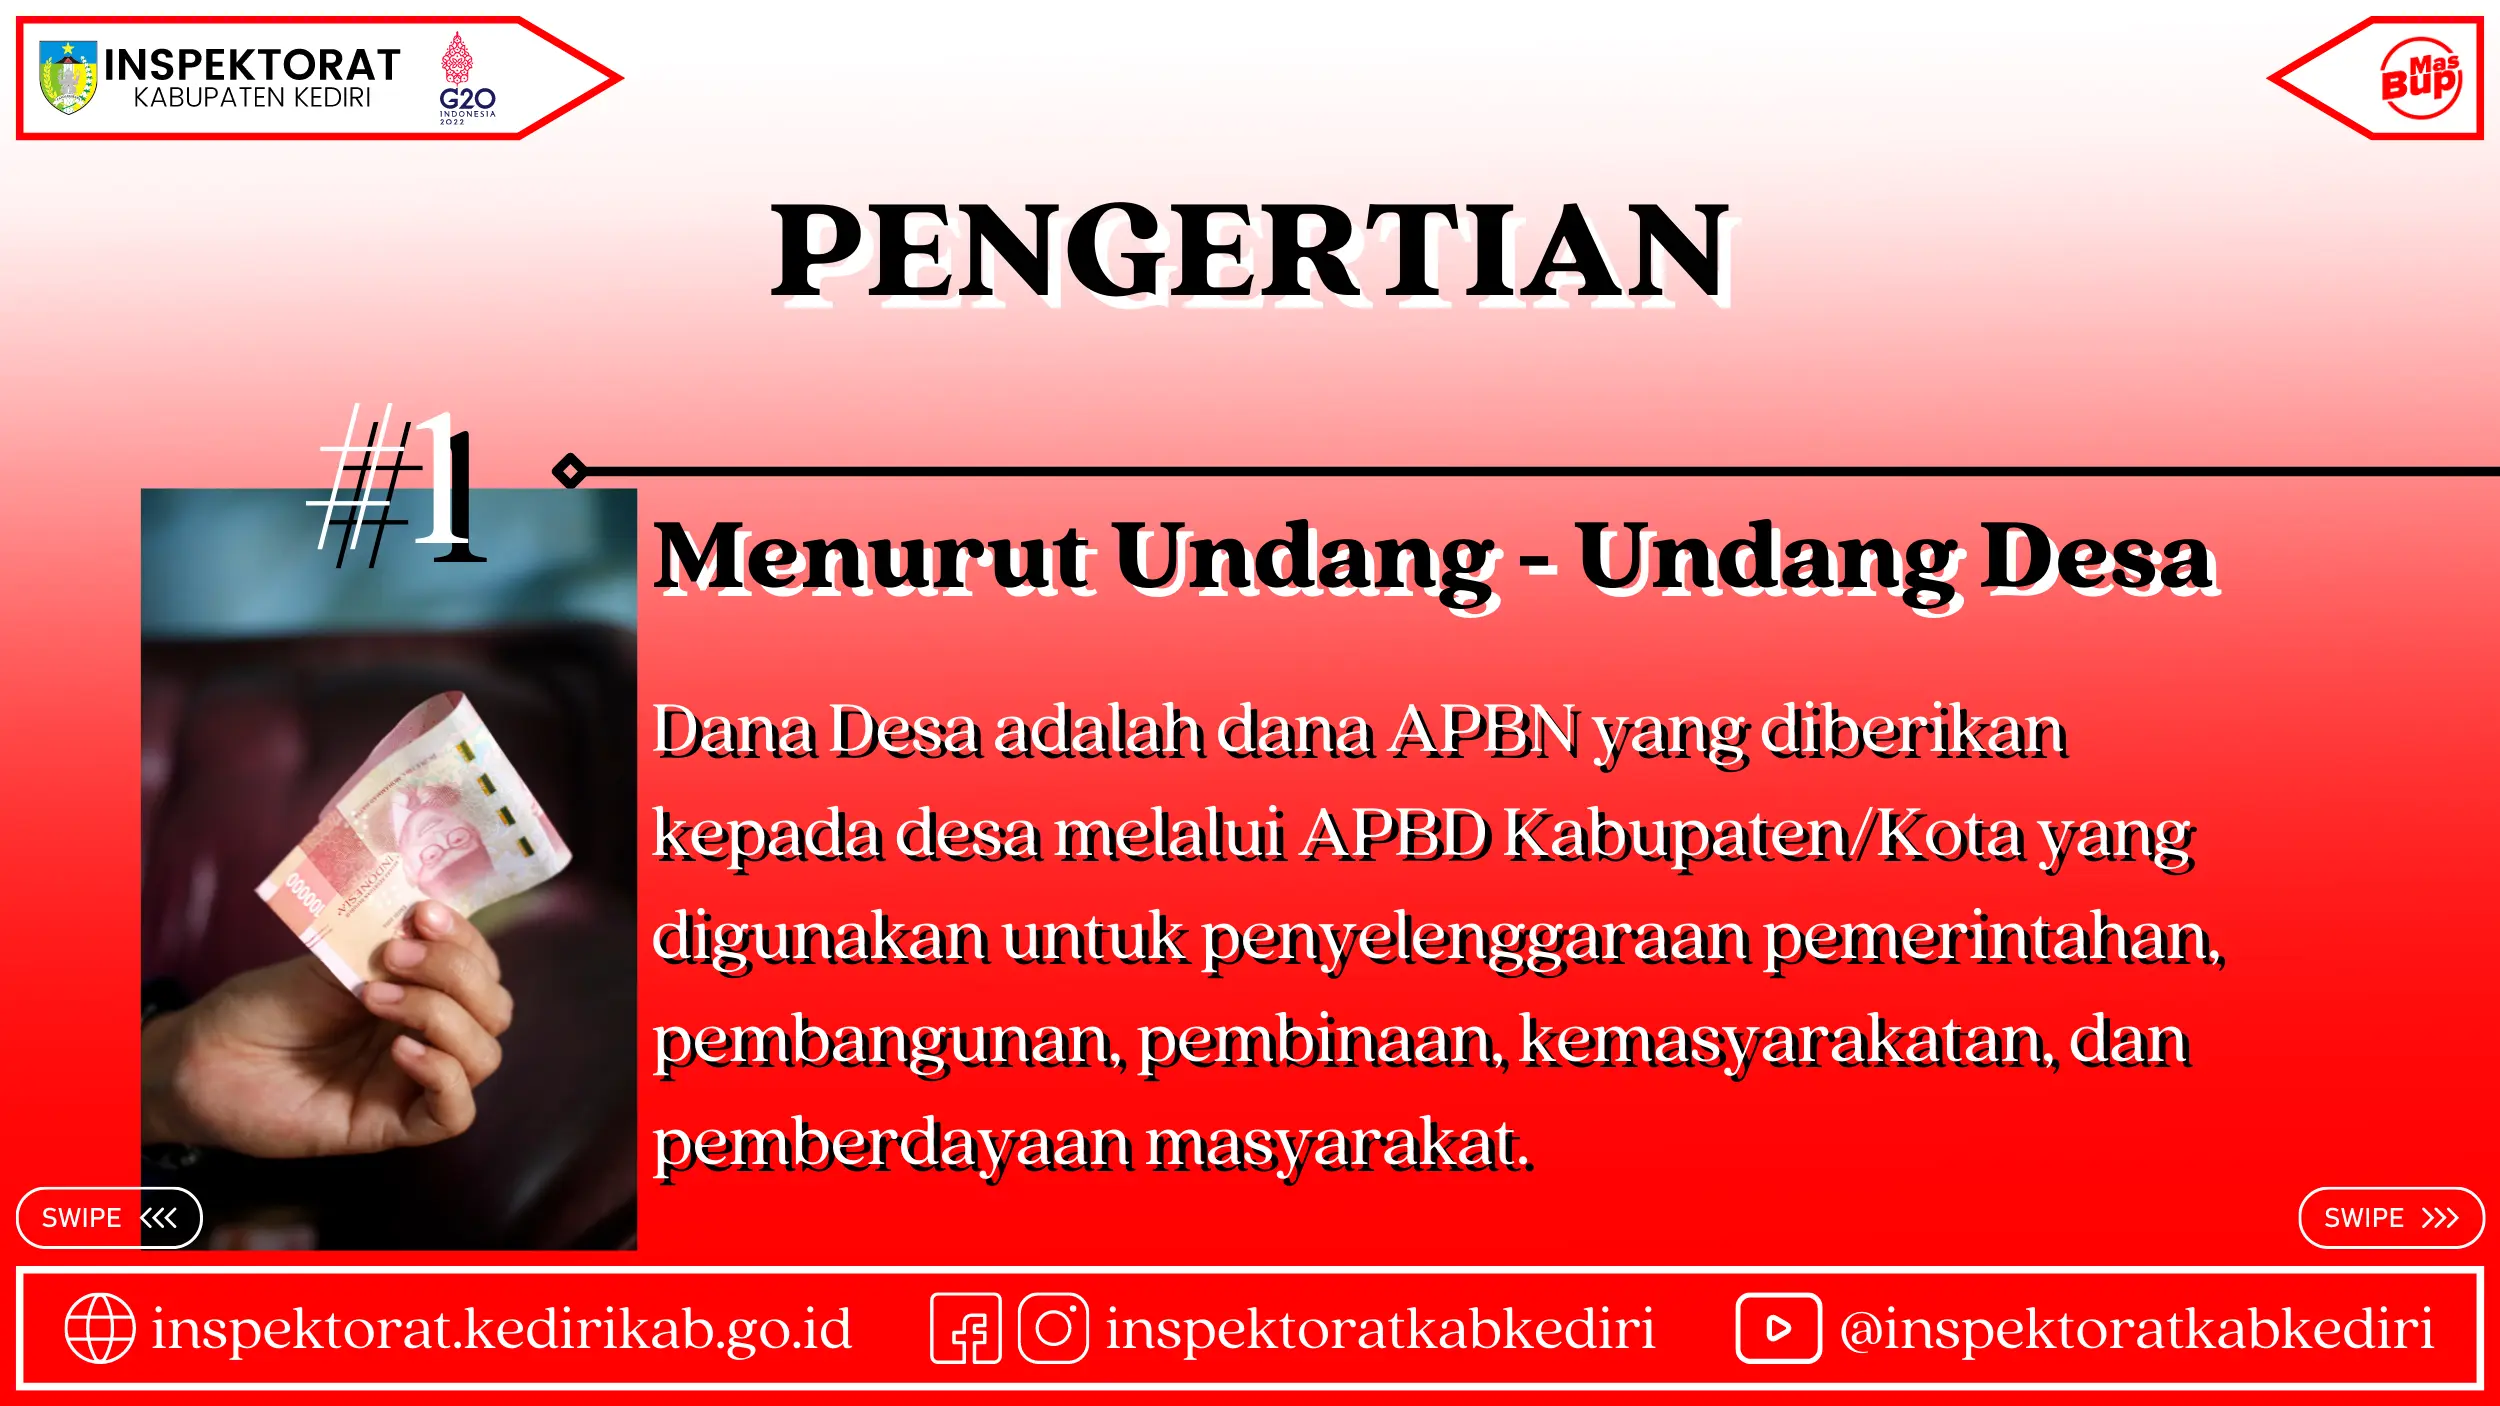 INSPEKTORAT
KABUPATEN KEDIRI
G20
INDONESIA
2022
Mas
Bup
PENGERTIAN
#1
Menurut Undang - Undang Desa
Dana Desa adalah dana APBN yang diberikan
kepada desa melalui APBD Kabupaten/Kota yang
digunakan untuk penyelenggaraan pemerintahan,
pembangunan, pembinaan, kemasyarakatan, dan
pemberdayaan masyarakat.
100000
INDONESIA
SWIPE
SWIPE
inspektorat.kedirikab.go.id
inspektoratkabkediri
@inspektoratkabkediri